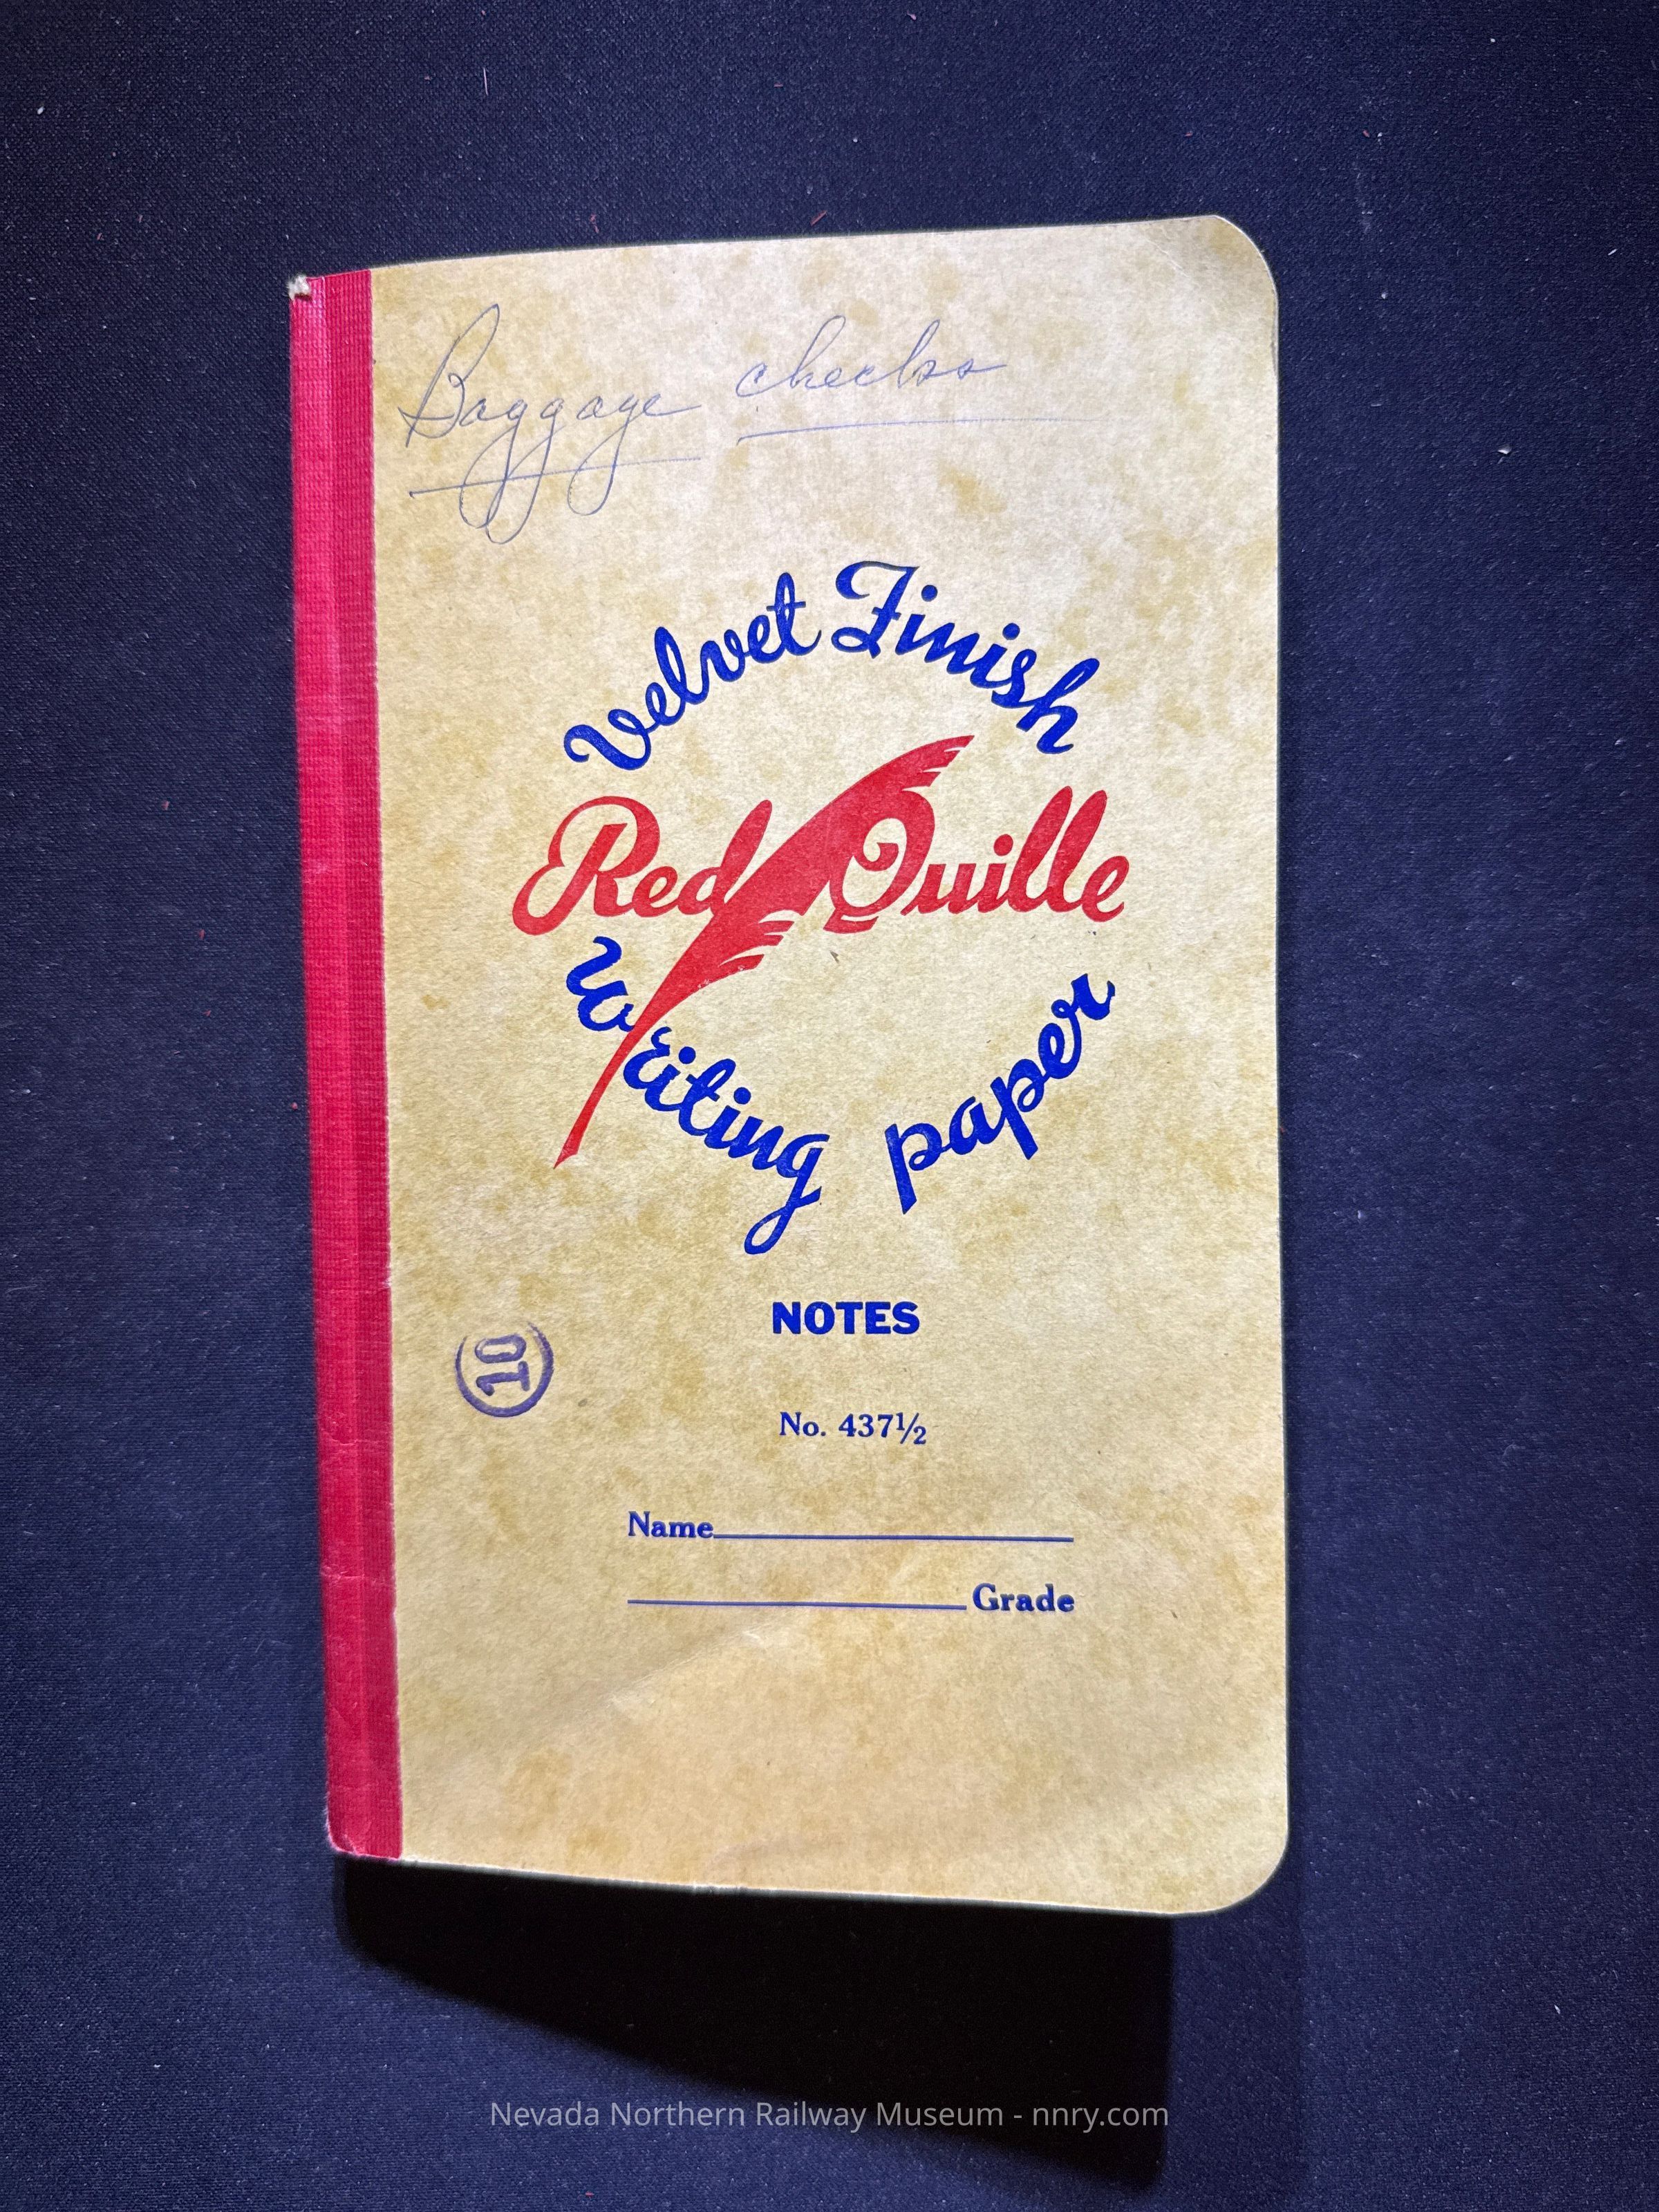 Baggage checks
Velvet Finish
Red Quille
Writing paper
NOTES
10
No. 437½
Name
Grade
Nevada Northern Railway Museum - nnry.com